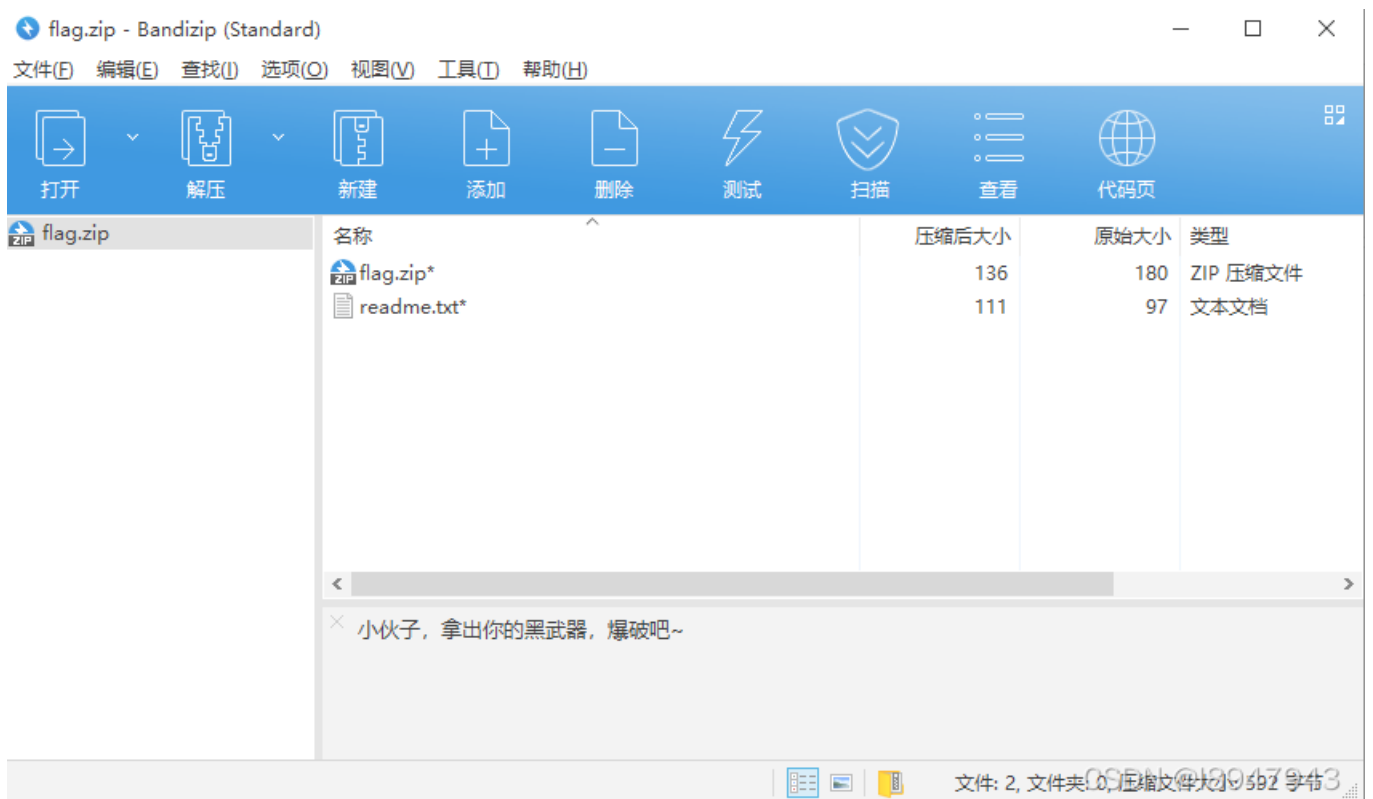 flag.zip - Bandizip (Standard)
文件(F) 编辑(E) 查找(I) 选项(O) 视图(V) 工具(T) 帮助(H)
打开 解压 新建 添加 删除 测试 扫描 查看 代码页
flag.zip
名称 压缩后大小 原始大小 类型
flag.zip* 136 180 ZIP 压缩文件
readme.txt* 111 97 文本文档
小伙子，拿出你的黑武器，爆破吧~
文件: 2, 文件夹: 0, 压缩文件大小: 592 字节
CSDN @l8947943